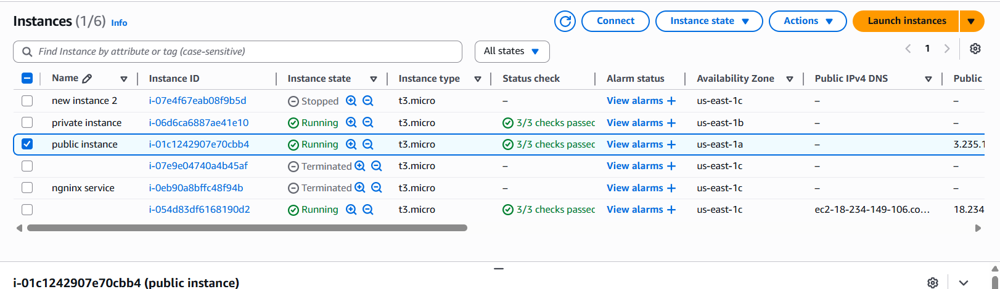 Instances (1/6) Info Connect Instance state Actions Launch instances
Find Instance by attribute or tag (case-sensitive) All states 1
Name Instance ID Instance state Instance type Status check Alarm status Availability Zone Public IPv4 DNS Public
new instance 2 i-07e4f67eab08f9b5d Stopped t3.micro – View alarms + us-east-1c – –
private instance i-06d6ca6887ae41e10 Running t3.micro 3/3 checks passec View alarms + us-east-1b – –
public instance i-01c1242907e70cbb4 Running t3.micro 3/3 checks passec View alarms + us-east-1a – 3.235.1
i-07e9e04740a4b45af Terminated t3.micro – View alarms + us-east-1c – –
ngninx service i-0eb90a8bffc48f94b Terminated t3.micro – View alarms + us-east-1c – –
i-054d83df6168190d2 Running t3.micro 3/3 checks passec View alarms + us-east-1c ec2-18-234-149-106.co... 18.234
i-01c1242907e70cbb4 (public instance)